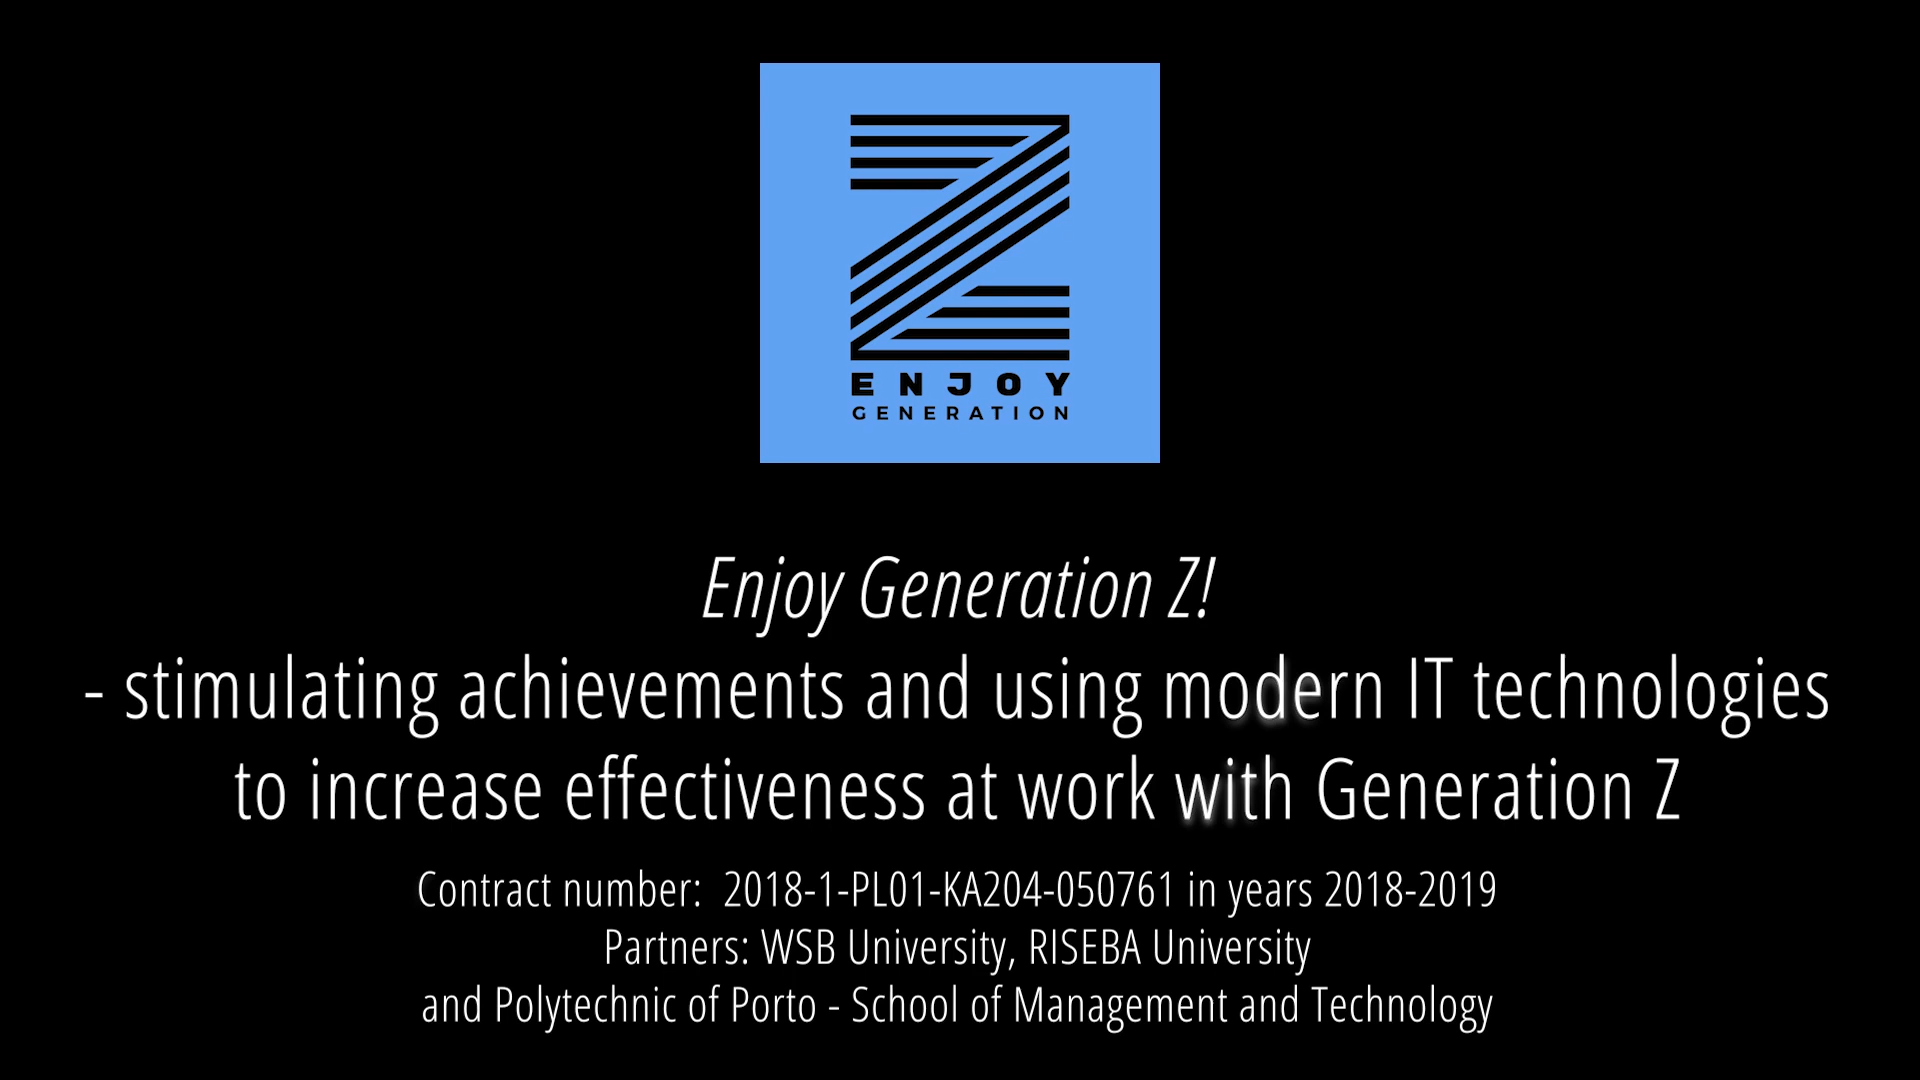 ENJOY
GENERATION
Enjoy Generation Z!
- stimulating achievements and using modern IT technologies
to increase effectiveness at work with Generation Z
Contract number: 2018-1-PL01-KA204-050761 in years 2018-2019
Partners: WSB University, RISEBA University
and Polytechnic of Porto - School of Management and Technology